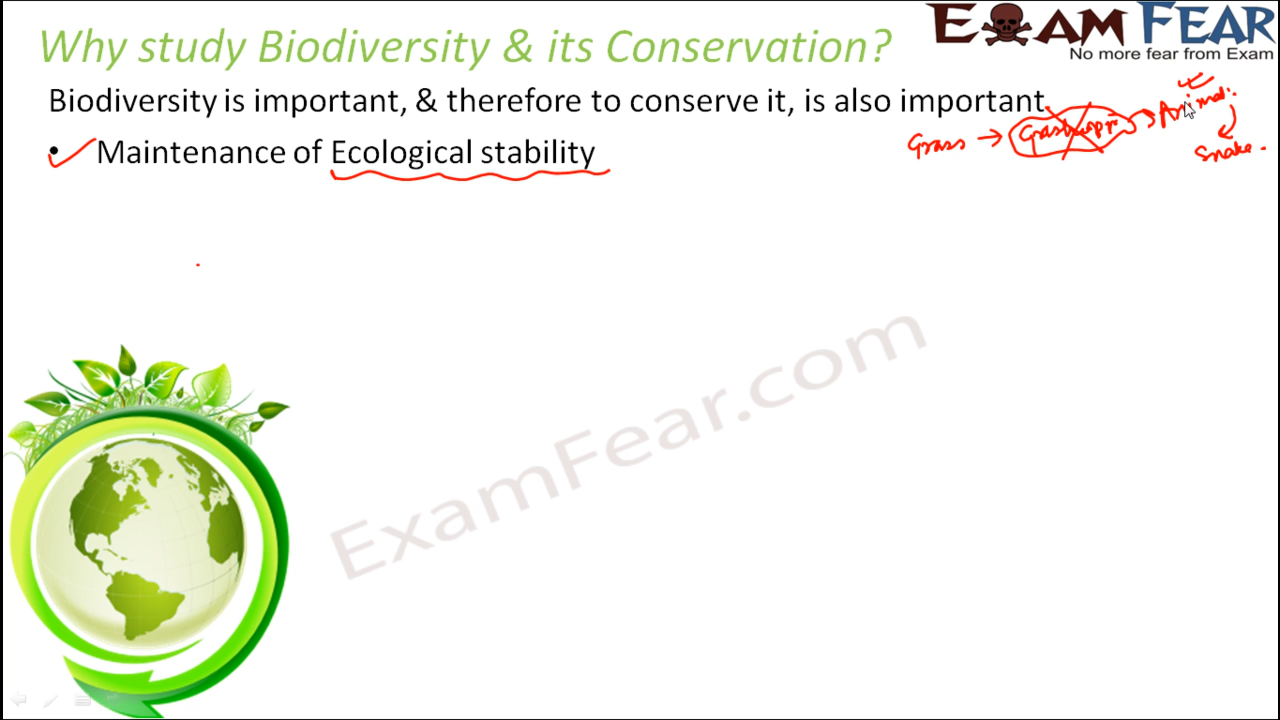 Why study Biodiversity & its Conservation?
EXAM FEAR
No more fear from Exam
Biodiversity is important, & therefore to conserve it, is also important.
• Maintenance of Ecological stability
Grass → → Animal.
Snake.
ExamFear.com